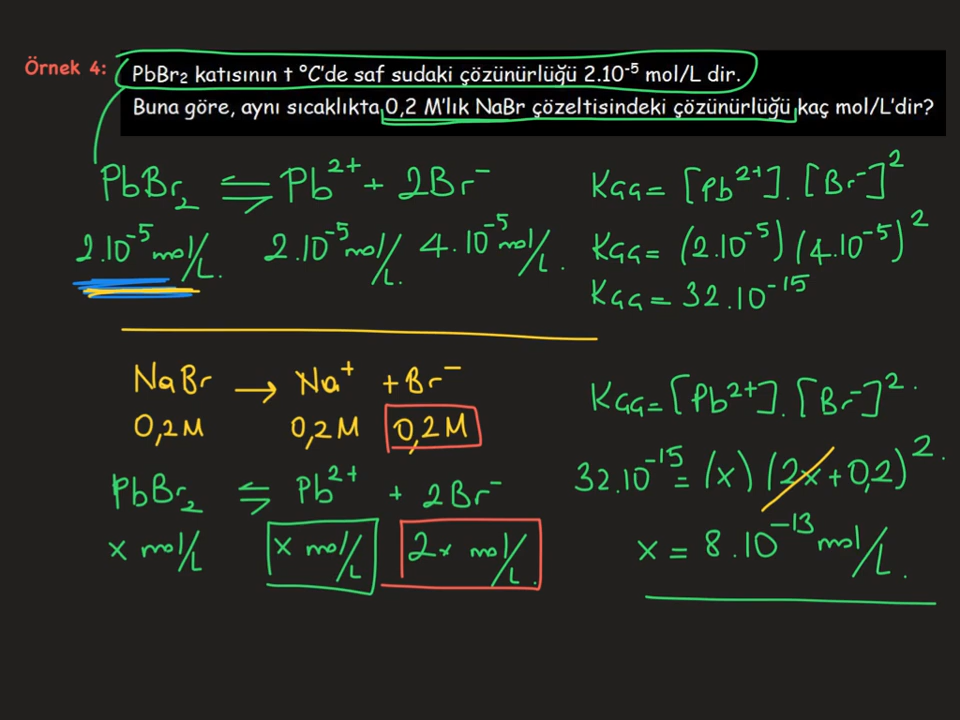 Örnek 4:
PbBr₂ katısının t °C'de saf sudaki çözünürlüğü 2.10⁻⁵ mol/L dir.
Buna göre, aynı sıcaklıkta 0,2 M'lık NaBr çözeltisindeki çözünürlüğü kaç mol/L'dir?
PbBr₂ ⇌ Pb²⁺ + 2Br⁻
2.10⁻⁵ mol/L. 2.10⁻⁵ mol/L. 4.10⁻⁵ mol/L.
Kçç = [Pb²⁺].[Br⁻]²
Kçç = (2.10⁻⁵)(4.10⁻⁵)²
Kçç = 32.10⁻¹⁵
NaBr → Na⁺ + Br⁻
0,2M 0,2M 0,2M
PbBr₂ ⇌ Pb²⁺ + 2Br⁻
x mol/L x mol/L 2x mol/L.
Kçç = [Pb²⁺].[Br⁻]².
32.10⁻¹⁵ = (x)(2x+0,2)².
x = 8.10⁻¹³ mol/L.